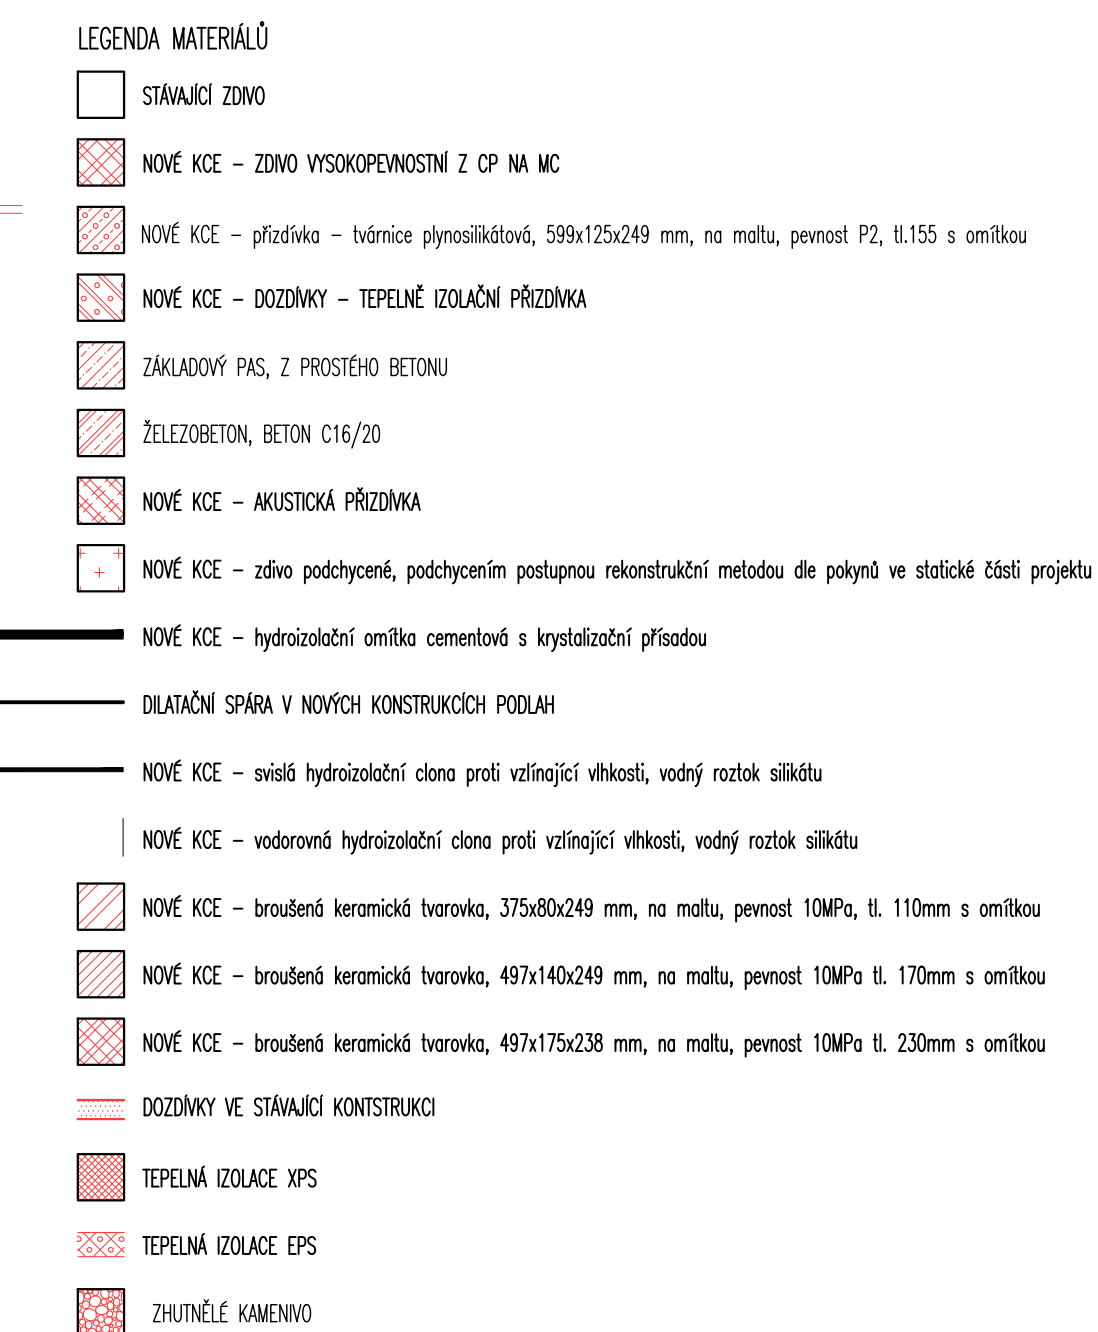 LEGENDA MATERIÁLŮ
STÁVAJÍCÍ ZDIVO
NOVÉ KCE – ZDIVO VYSOKOPEVNOSTNÍ Z CP NA MC
NOVÉ KCE – přizdívka – tvárnice plynosilikátová, 599x125x249 mm, na maltu, pevnost P2, tl.155 s omítkou
NOVÉ KCE – DOZDÍVKY – TEPELNĚ IZOLAČNÍ PŘIZDÍVKA
ZÁKLADOVÝ PAS, Z PROSTÉHO BETONU
ŽELEZOBETON, BETON C16/20
NOVÉ KCE – AKUSTICKÁ PŘIZDÍVKA
NOVÉ KCE – zdivo podchycené, podchycením postupnou rekonstrukční metodou dle pokynů ve statické části projektu
NOVÉ KCE – hydroizolační omítka cementová s krystalizační přísadou
DILATAČNÍ SPÁRA V NOVÝCH KONSTRUKCÍCH PODLAH
NOVÉ KCE – svislá hydroizolační clona proti vzlínající vlhkosti, vodný roztok silikátu
NOVÉ KCE – vodorovná hydroizolační clona proti vzlínající vlhkosti, vodný roztok silikátu
NOVÉ KCE – broušená keramická tvarovka, 375x80x249 mm, na maltu, pevnost 10MPa, tl. 110mm s omítkou
NOVÉ KCE – broušená keramická tvarovka, 497x140x249 mm, na maltu, pevnost 10MPa tl. 170mm s omítkou
NOVÉ KCE – broušená keramická tvarovka, 497x175x238 mm, na maltu, pevnost 10MPa tl. 230mm s omítkou
DOZDÍVKY VE STÁVAJÍCÍ KONTSTRUKCI
TEPELNÁ IZOLACE XPS
TEPELNÁ IZOLACE EPS
ZHUTNĚLÉ KAMENIVO